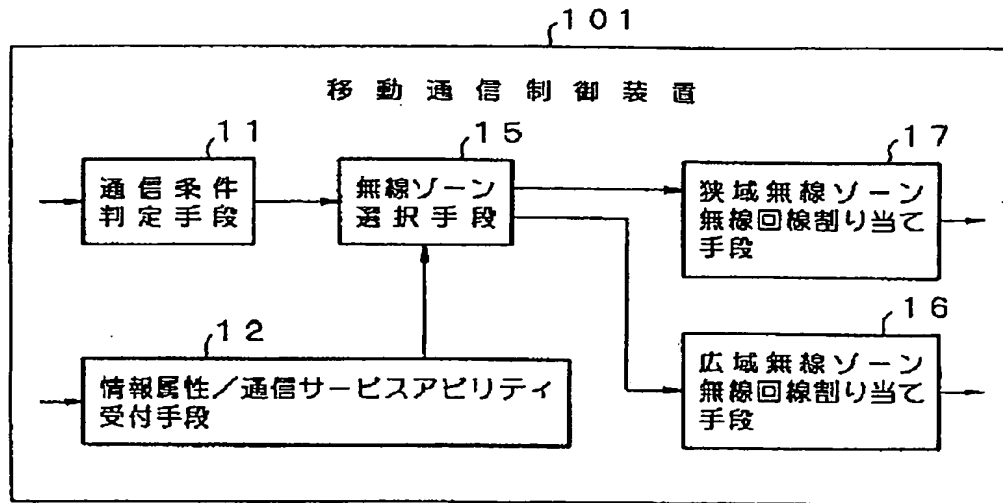 101
移動通信制御装置
11
通信条件
判定手段
15
無線ゾーン
選択手段
17
狭域無線ゾーン
無線回線割り当て
手段
12
情報属性/通信サービスアビリティ
受付手段
16
広域無線ゾーン
無線回線割り当て
手段